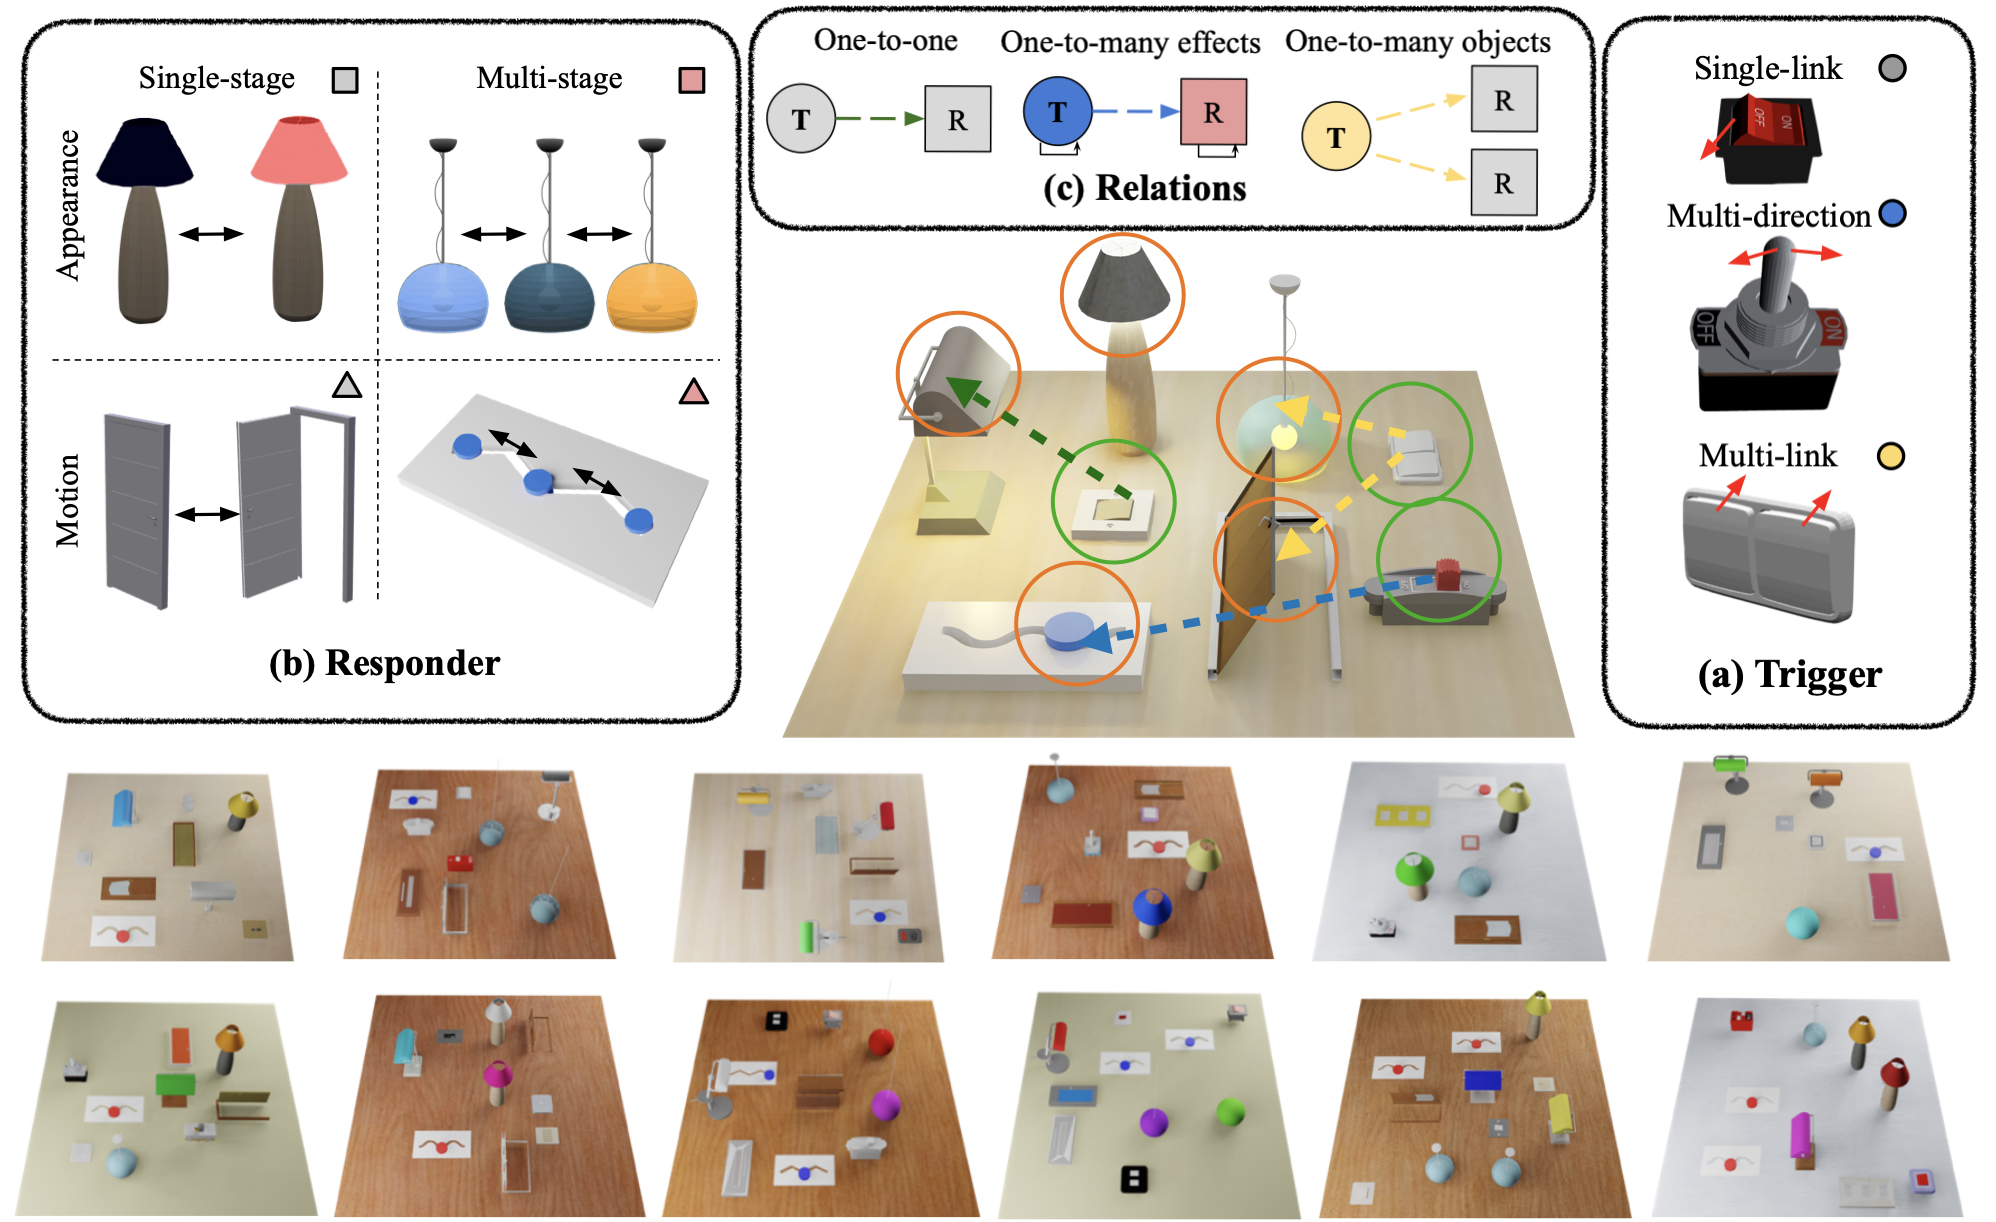 Single-stage
Multi-stage
Appearance
Motion
(b) Responder
One-to-one
One-to-many effects
One-to-many objects
T
R
T
R
T
R
R
(c) Relations
Single-link
OFF
ON
Multi-direction
OFF
ON
Multi-link
(a) Trigger